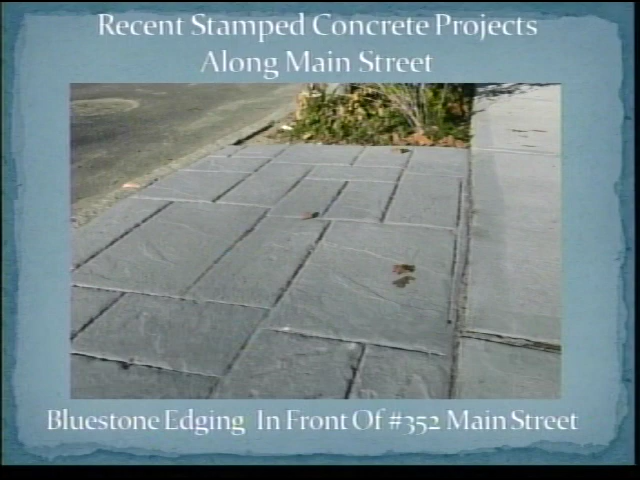 Recent Stamped Concrete Projects
Along Main Street
Bluestone Edging In Front Of #352 Main Street